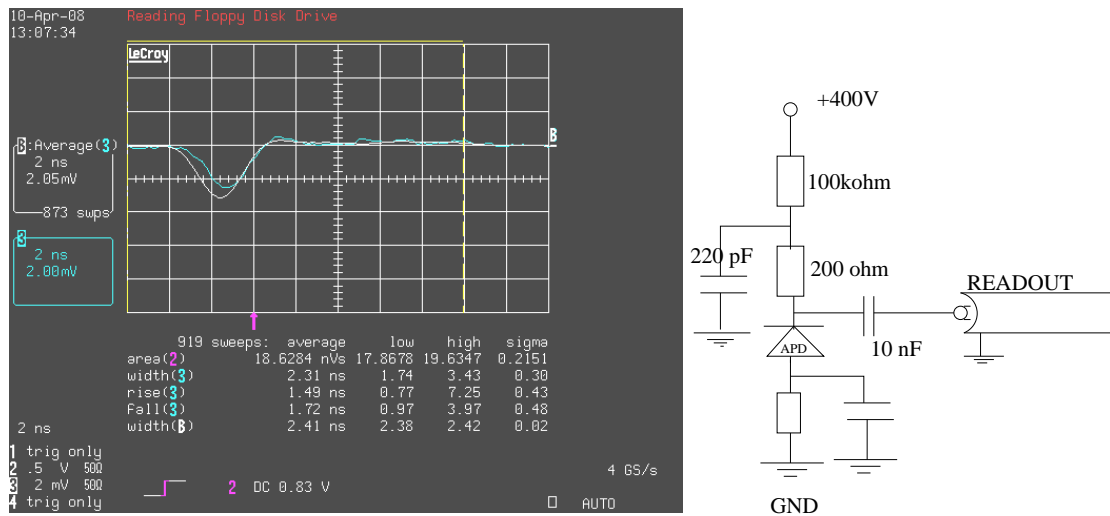 10-Apr-08
13:07:34
Reading Floppy Disk Drive
LeCroy
B:Average(3)
2 ns
2.05mV
873 swps
B
3
2 ns
2.00mV
919 sweeps: average low high sigma
area(2) 18.6284 nVs 17.8678 19.6347 0.2151
width(3) 2.31 ns 1.74 3.43 0.30
rise(3) 1.49 ns 0.77 7.25 0.43
Fall(3) 1.72 ns 0.97 3.97 0.48
width(B) 2.41 ns 2.38 2.42 0.02
2 ns
1 trig only
2 .5 V 50Ω
3 2 mV 50Ω
4 trig only
2 DC 0.83 V
4 GS/s
AUTO
+400V
100kohm
220 pF
200 ohm
READOUT
APD
10 nF
GND